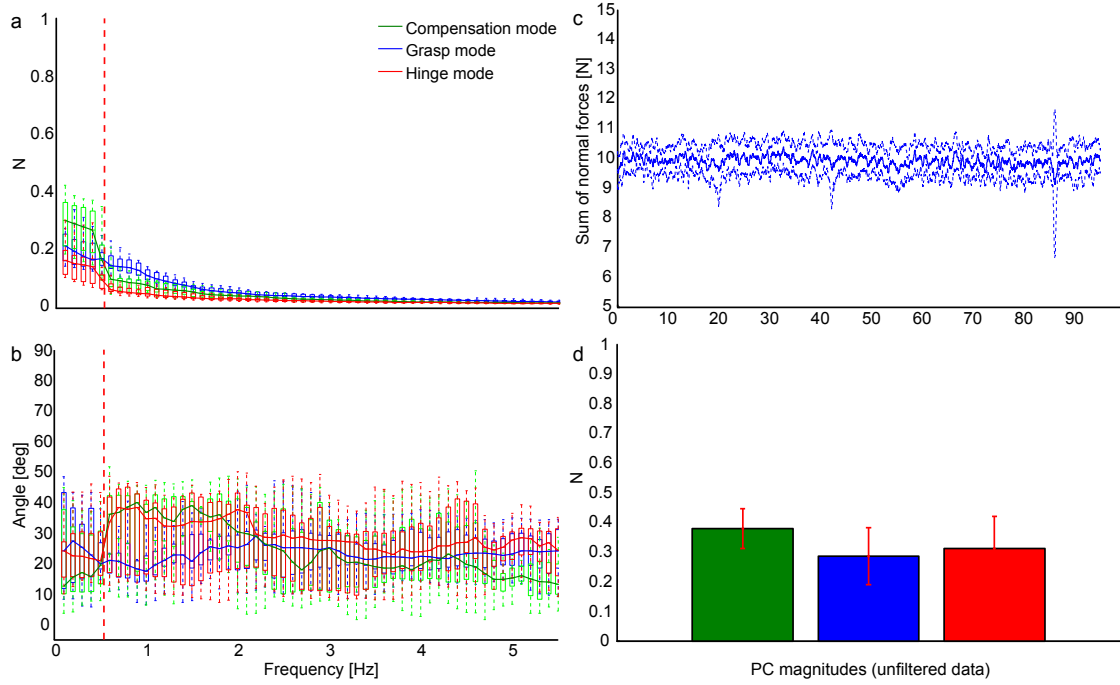 a
1
0.8
0.6
0.4
0.2
0
N
Compensation mode
Grasp mode
Hinge mode
b
90
80
70
60
50
40
30
20
10
0
Angle [deg]
0 1 2 3 4 5
Frequency [Hz]
c
15
14
13
12
11
10
9
8
7
6
5
Sum of normal forces [N]
0 20 30 40 50 60 70 80 90
d
1
0.9
0.8
0.7
0.6
0.5
0.4
0.3
0.2
0.1
0
N
PC magnitudes (unfiltered data)